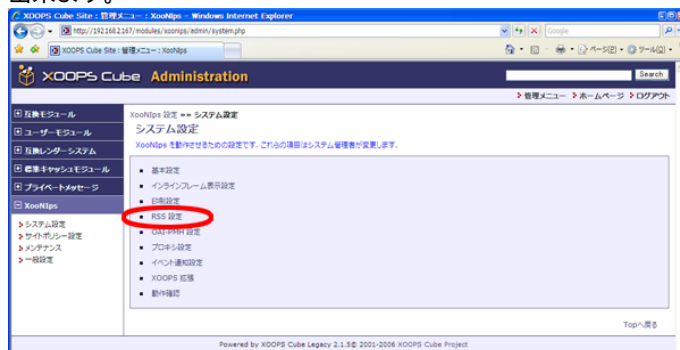 出来ます。
XOOPS Cube Site : 管理メニュー : XooNIps - Windows Internet Explorer
http://192.168.2.167/modules/xoonips/admin/system.php
Google
XOOPS Cube Site : 管理メニュー : XooNIps
ページ(P)
ツール(O)
XOOPS Cube Administration
Search
管理メニュー ホームページ ログアウト
互換モジュール
ユーザーモジュール
互換レンダーシステム
標準キャッシュモジュール
プライベートメッセージ
XooNIps
システム設定
サイトポリシー設定
メンテナンス
一般設定
XooNIps 設定 »» システム設定
システム設定
XooNIps を動作させるための設定です. これらの項目はシステム管理者が変更します.
基本設定
インラインフレーム表示設定
印刷設定
RSS 設定
OAI-PMH 設定
プロキシ設定
イベント通知設定
XOOPS 拡張
動作確認
Topへ戻る
Powered by XOOPS Cube Legacy 2.1.5© 2001-2006 XOOPS Cube Project